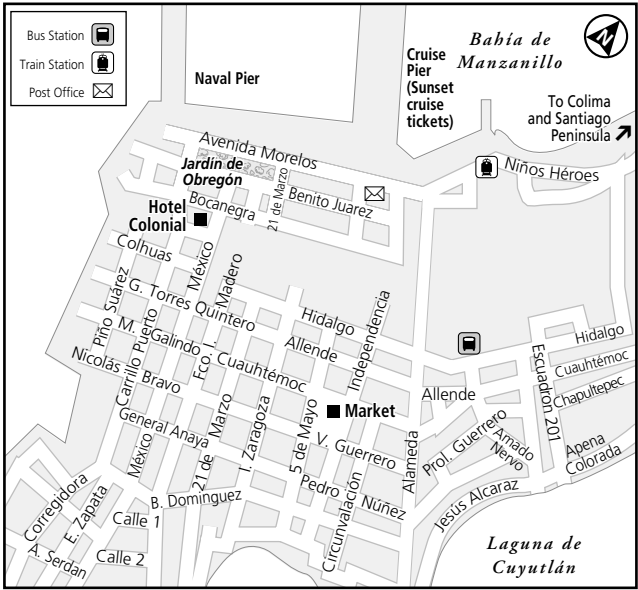 Bus Station
Train Station
Post Office
Naval Pier
Cruise
Pier
(Sunset
cruise
tickets)
Bahía de
Manzanillo
N
To Colima
and Santiago
Peninsula
Avenida Morelos
Niños Héroes
Jardín de
Obregón
21 de Marzo
Benito Juarez
Bocanegra
Hotel
Colonial
Colhuas
México
Madero
Piño Suárez
G. Torres Quintero
Hidalgo
Independencia
Carrillo Puerto
M. Galindo
Fco. I.
Cuauhtémoc
Allende
Nicolás Bravo
Hidalgo
Cuauhtémoc
Chapultepec
Escuadron 201
Allende
Market
General Anaya
México
21 de Marzo
I. Zaragoza
5 de Mayo
V. Guerrero
Alameda
Prol. Guerrero
Amado
Nervo
Apena
Colorada
Pedro Núñez
Circunvalación
Jesús Alcaraz
B. Dominguez
Corregidora
E. Zapata
Calle 1
Calle 2
A. Serdan
Laguna de
Cuyutlán